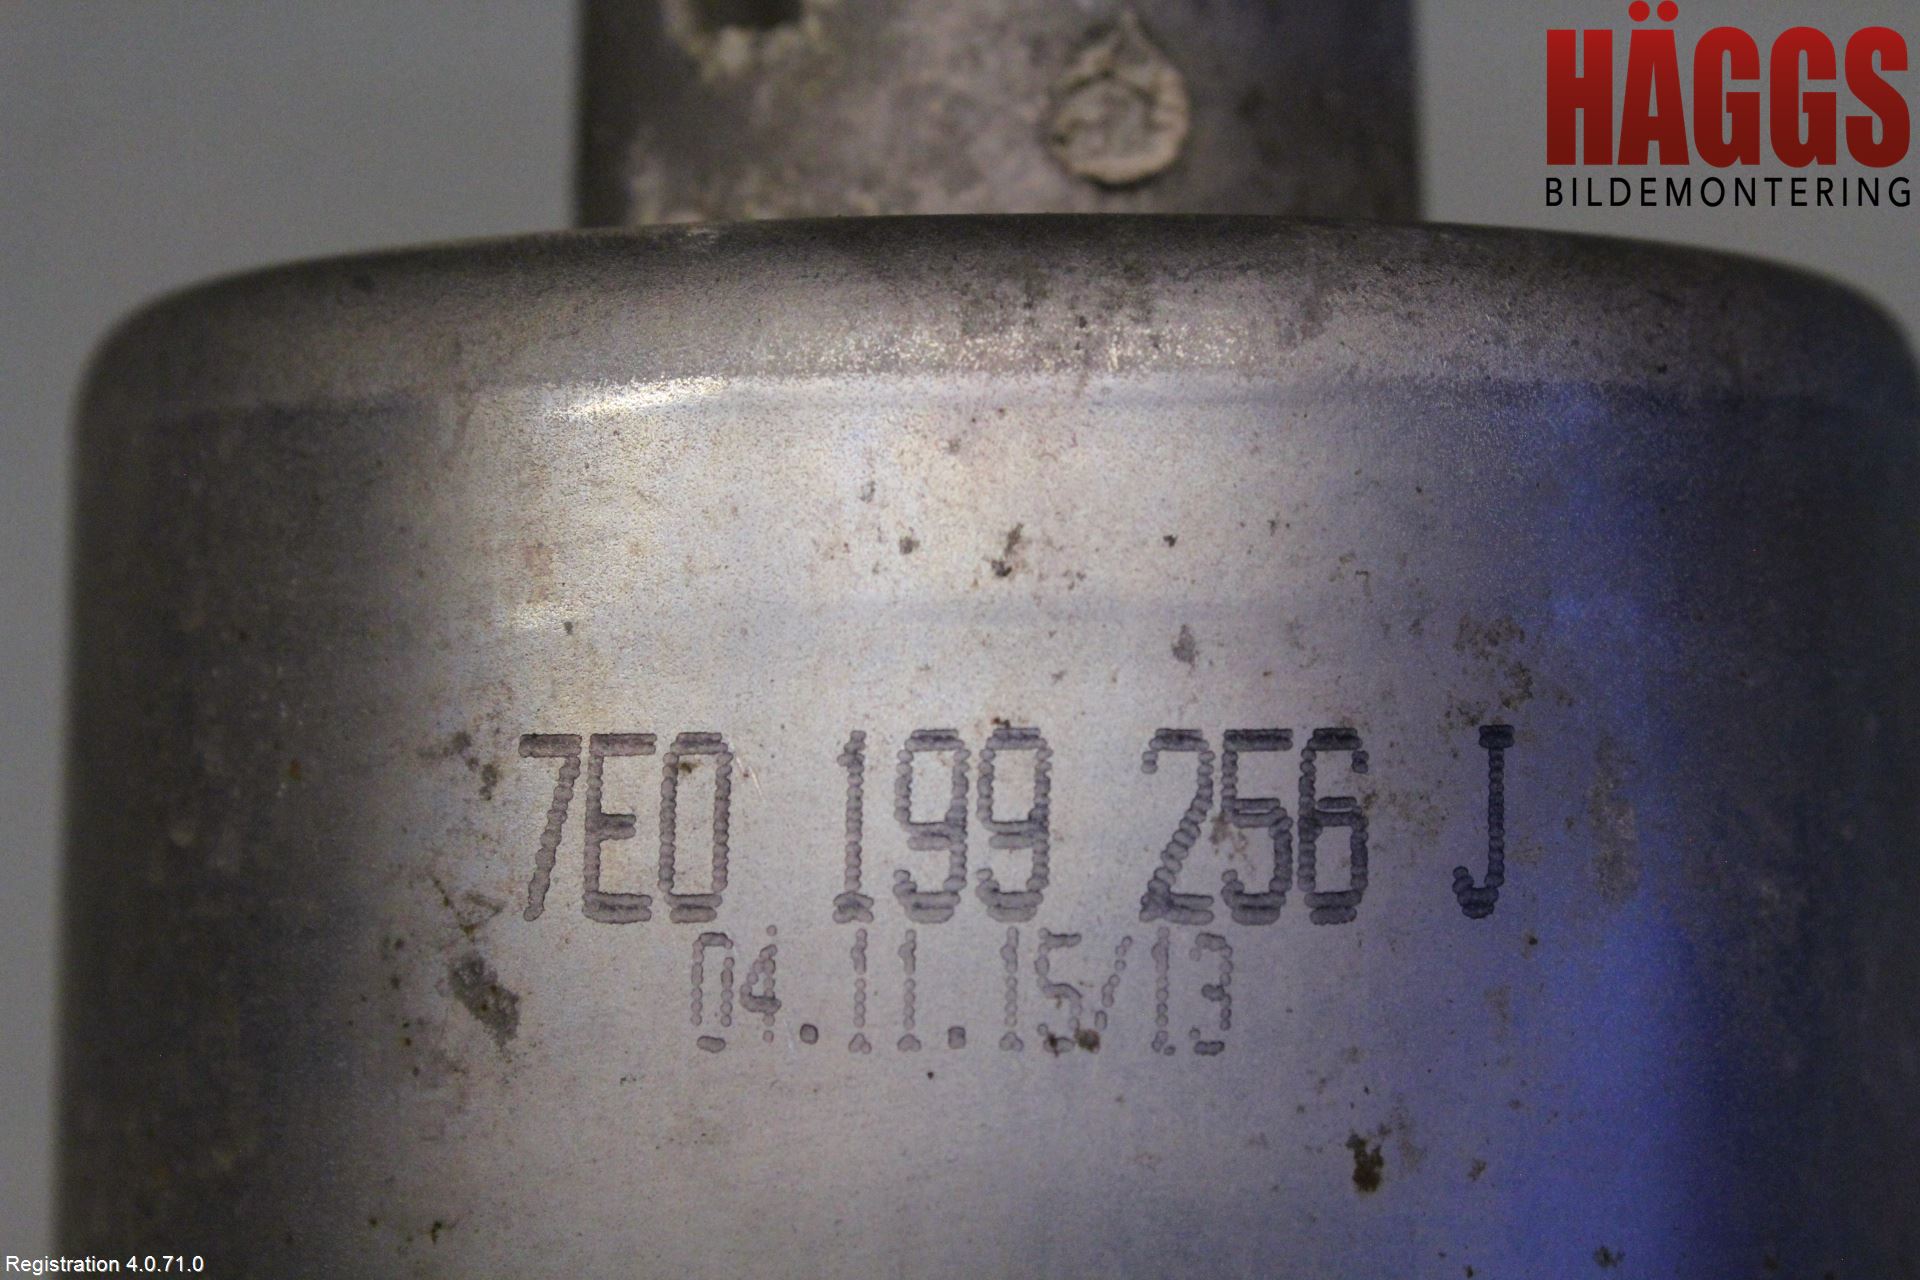 HÄGGS
BILDEMONTERING
7E0 199 256 J
04.11.15/13
Registration 4.0.71.0